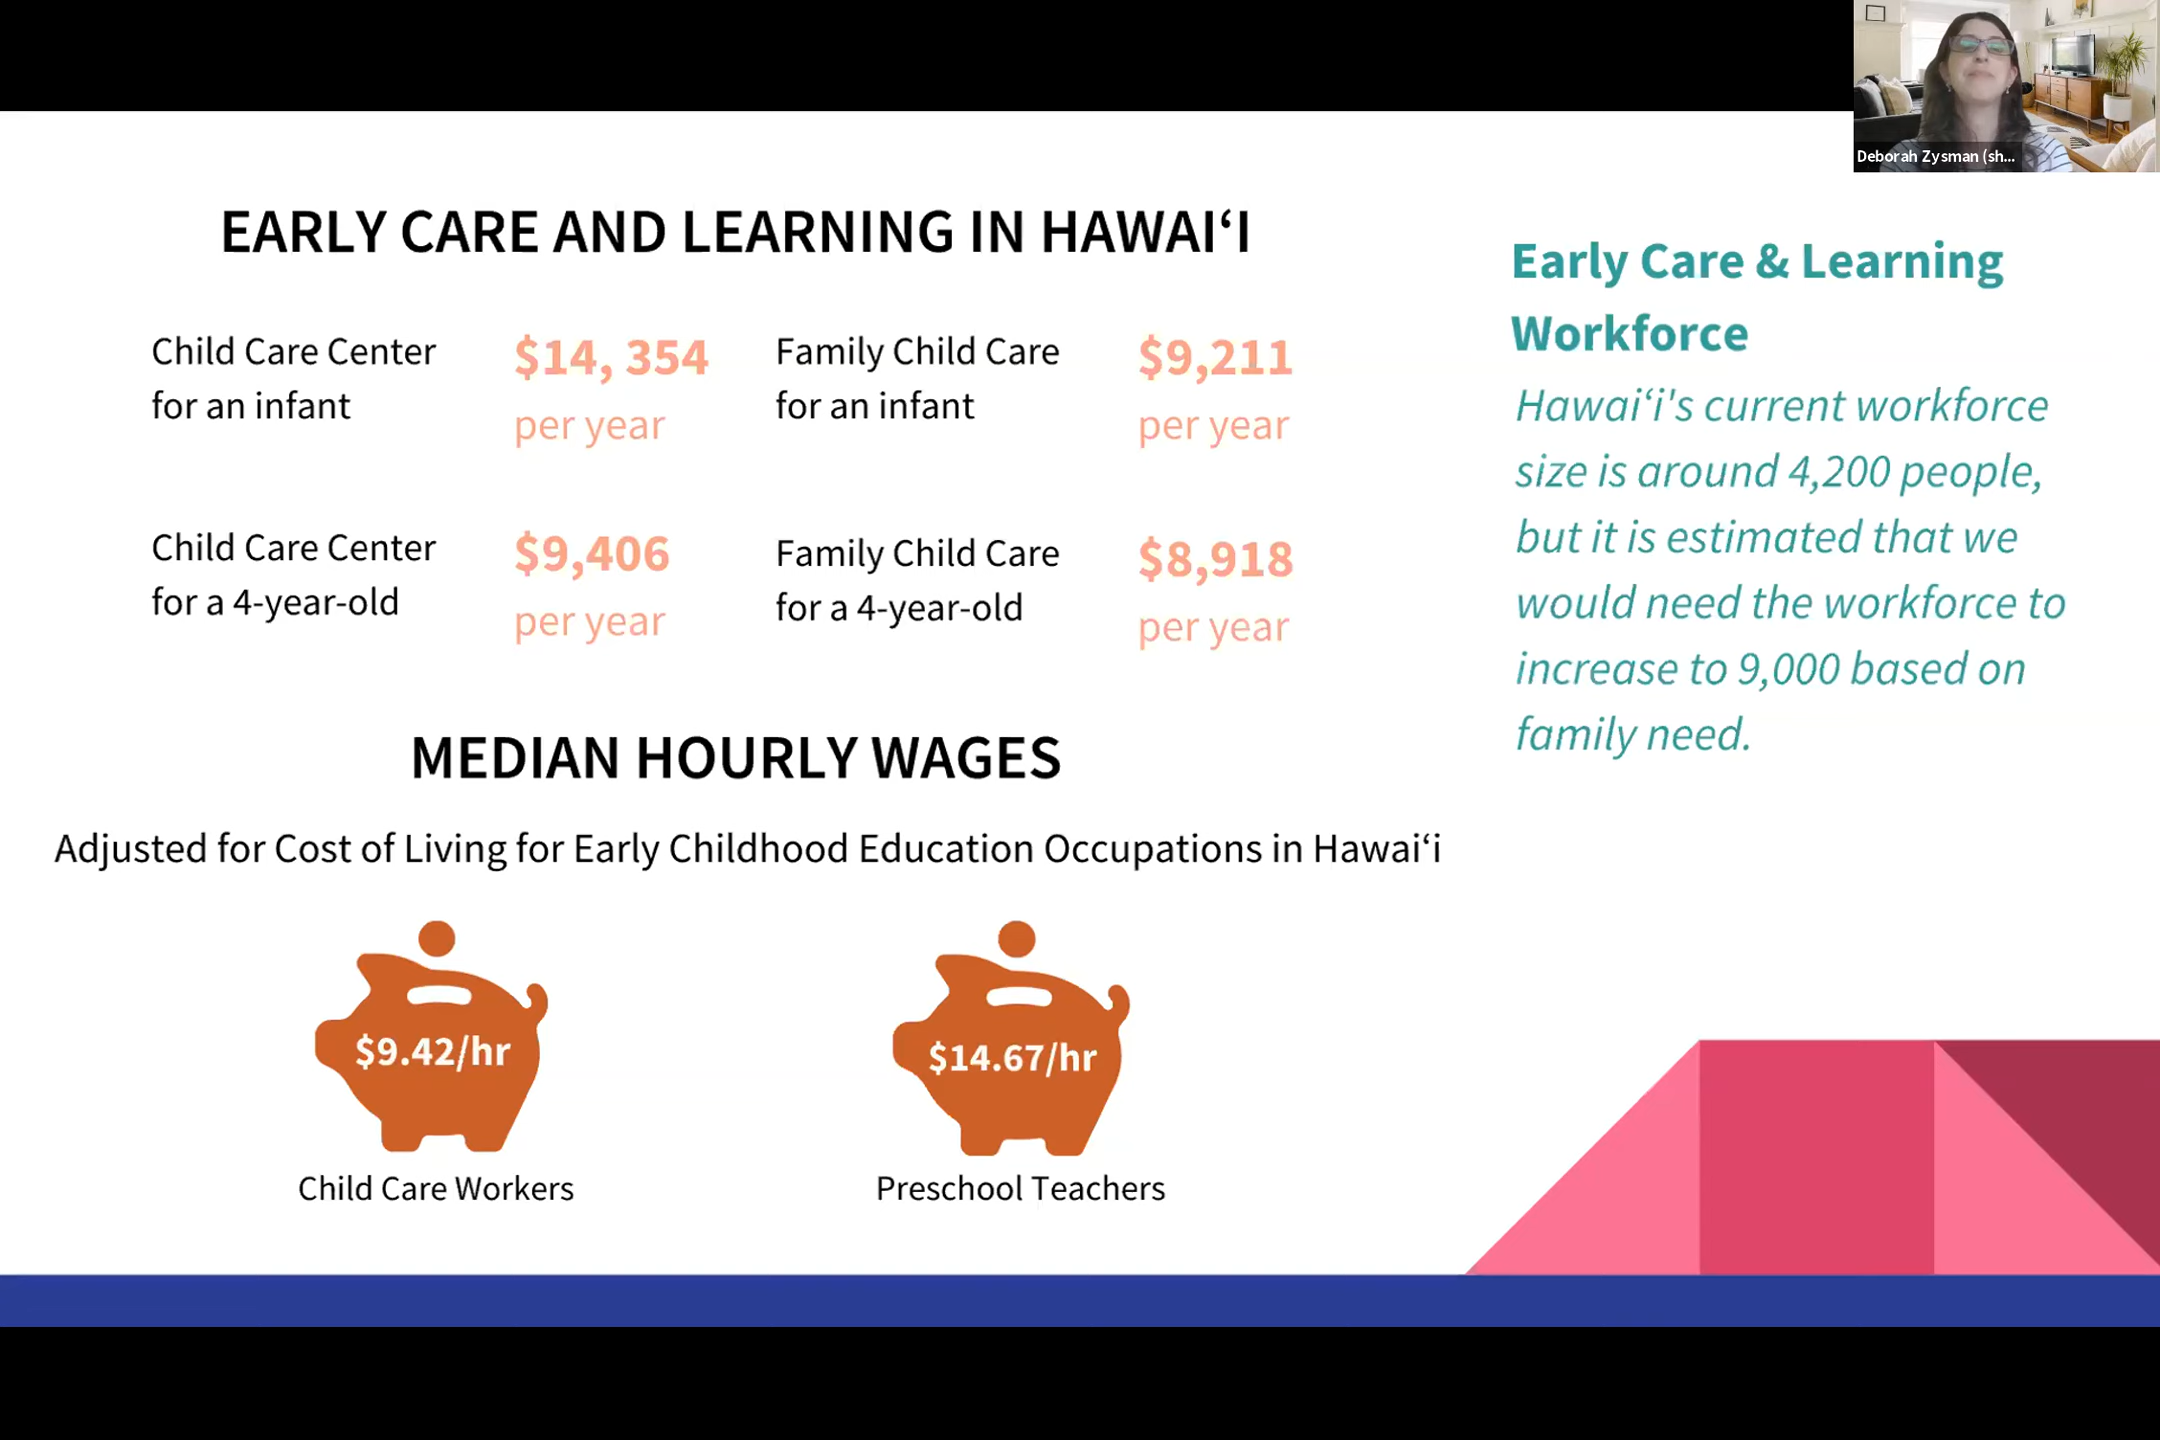 Deborah Zysman (sh...
EARLY CARE AND LEARNING IN HAWAIʻI
Child Care Center
for an infant
$14, 354
per year
Family Child Care
for an infant
$9,211
per year
Child Care Center
for a 4-year-old
$9,406
per year
Family Child Care
for a 4-year-old
$8,918
per year
MEDIAN HOURLY WAGES
Adjusted for Cost of Living for Early Childhood Education Occupations in Hawaiʻi
$9.42/hr
Child Care Workers
$14.67/hr
Preschool Teachers
Early Care & Learning
Workforce
Hawaiʻi's current workforce
size is around 4,200 people,
but it is estimated that we
would need the workforce to
increase to 9,000 based on
family need.